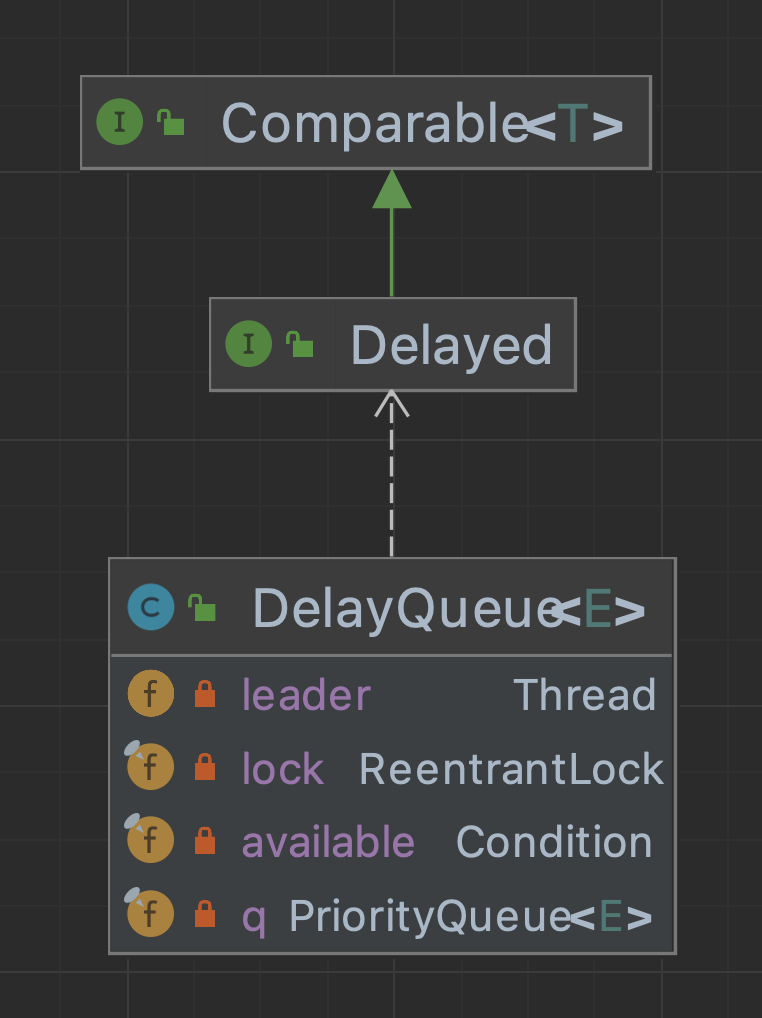 I Comparable<T>
I Delayed
C DelayQueue<E>
f leader Thread
f lock ReentrantLock
f available Condition
f q PriorityQueue<E>